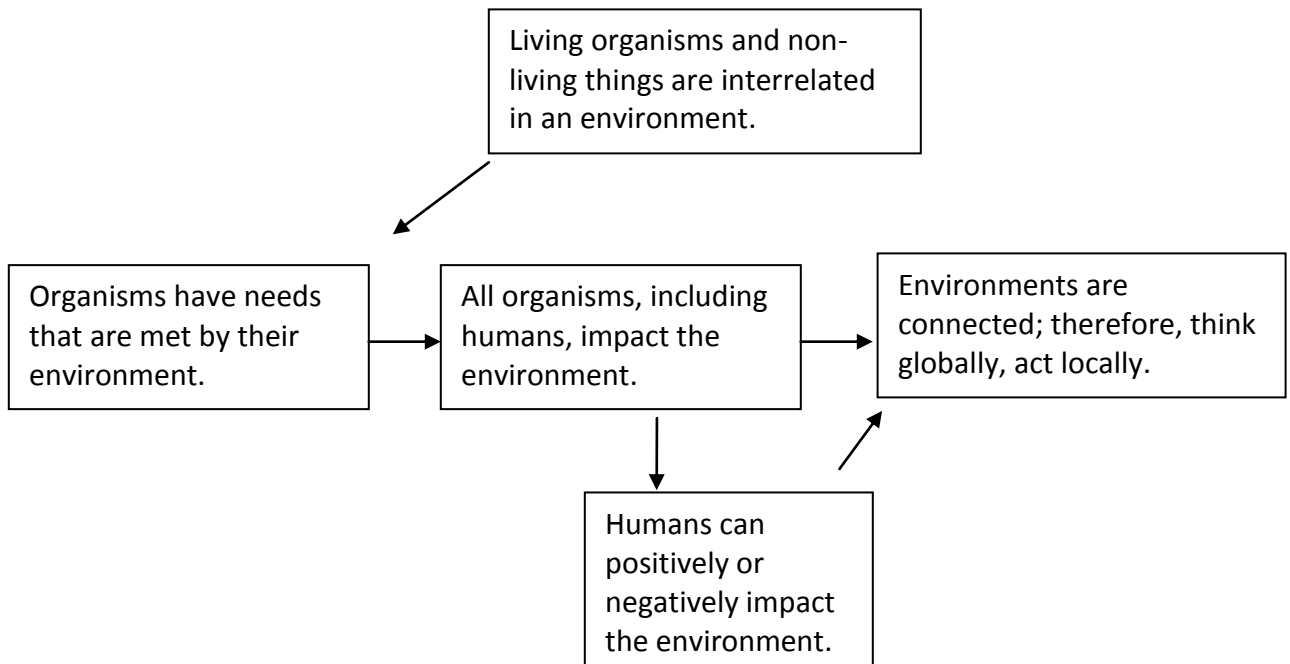 Living organisms and non-
living things are interrelated
in an environment.
Organisms have needs
that are met by their
environment.
All organisms, including
humans, impact the
environment.
Environments are
connected; therefore, think
globally, act locally.
Humans can
positively or
negatively impact
the environment.